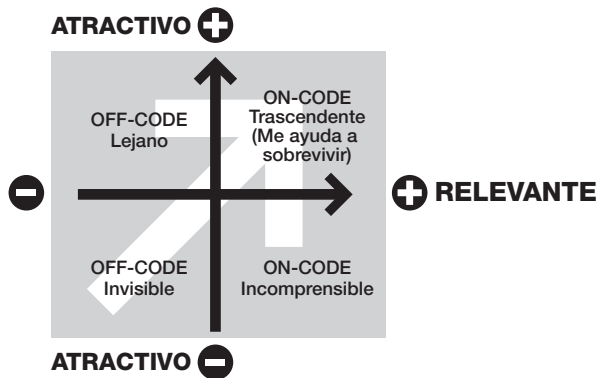 ATRACTIVO +
OFF-CODE
Lejano
ON-CODE
Trascendente
(Me ayuda a
sobrevivir)
-
+ RELEVANTE
OFF-CODE
Invisible
ON-CODE
Incomprensible
ATRACTIVO -